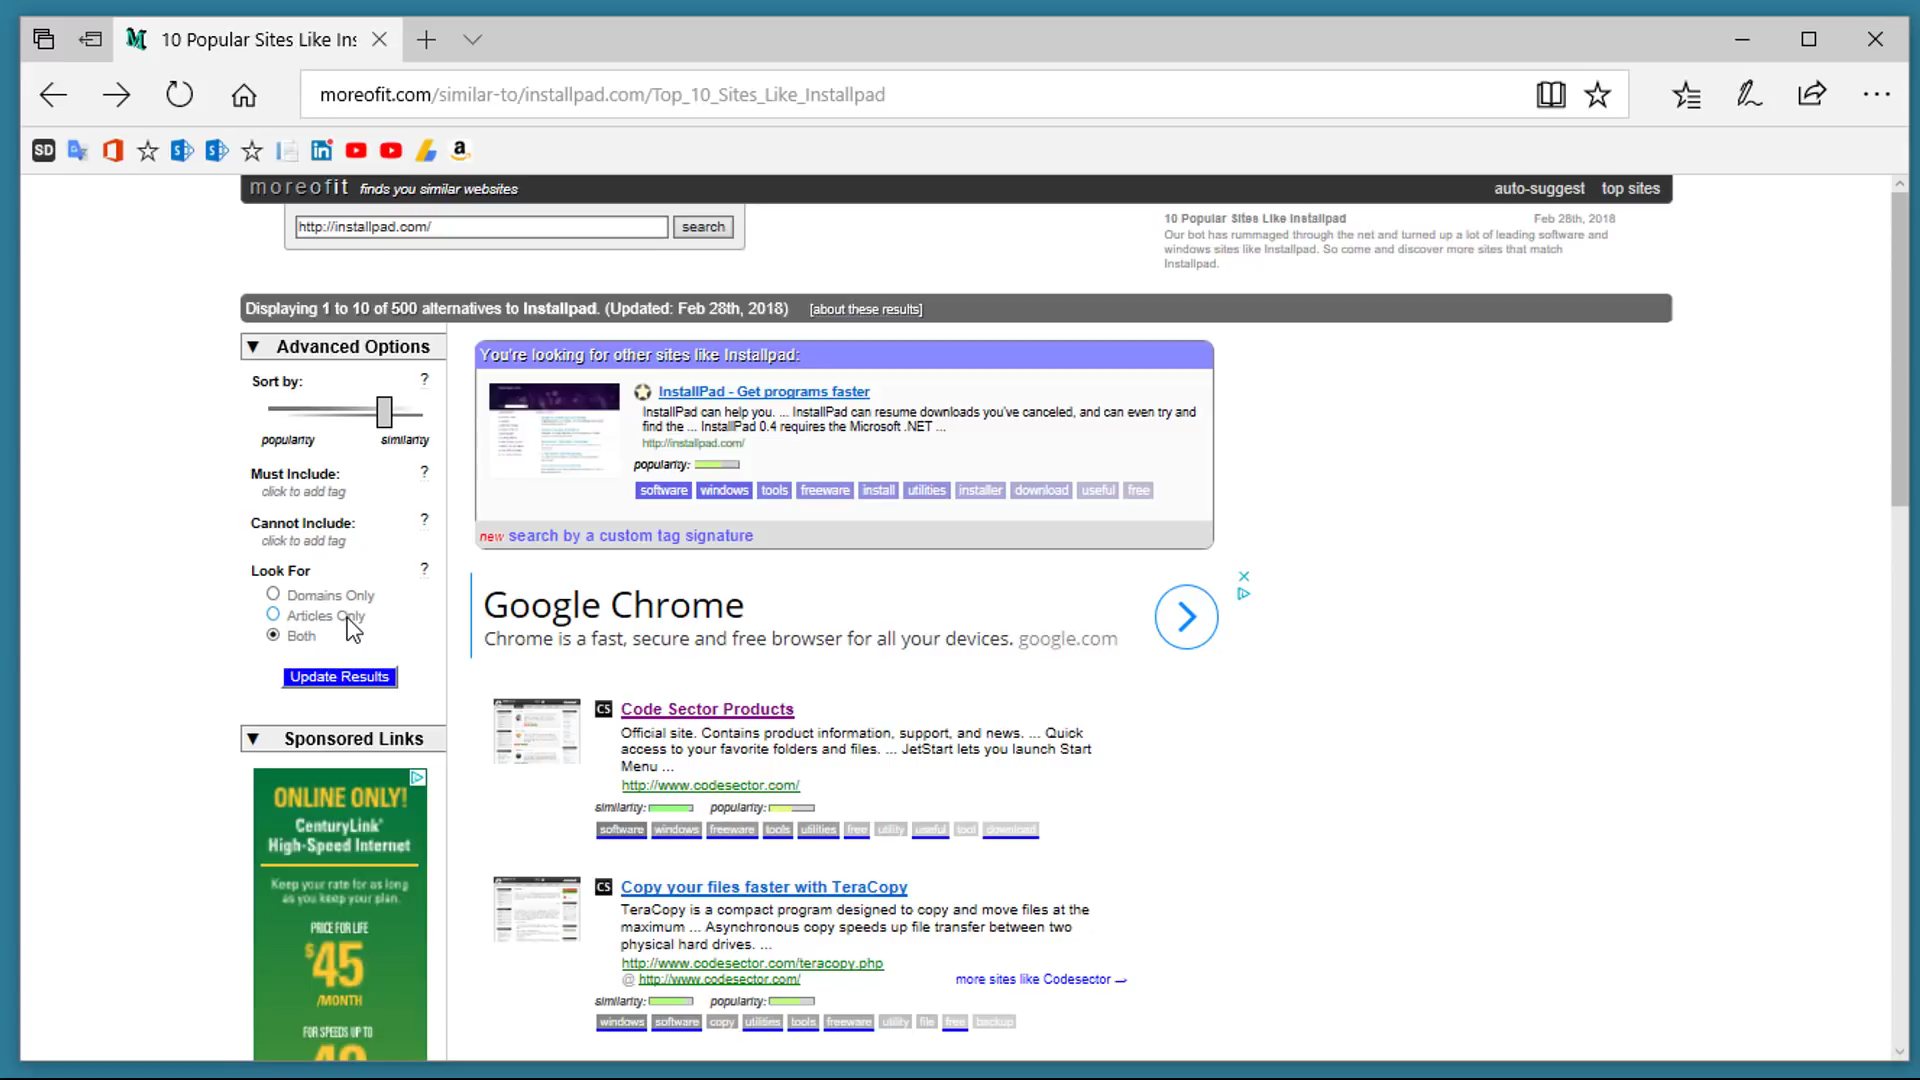 10 Popular Sites Like Ins
moreofit.com/similar-to/installpad.com/Top_10_Sites_Like_Installpad
SD
moreofit finds you similar websites
auto-suggest top sites
http://installpad.com/
search
10 Popular Sites Like Installpad Feb 28th, 2018
Our bot has rummaged through the net and turned up a lot of leading software and
windows sites like Installpad. So come and discover more sites that match
Installpad.
Displaying 1 to 10 of 500 alternatives to Installpad. (Updated: Feb 28th, 2018) [about these results]
Advanced Options
Sort by: ?
popularity similarity
Must Include: ?
click to add tag
Cannot Include: ?
click to add tag
Look For ?
Domains Only
Articles Only
Both
Update Results
Sponsored Links
ONLINE ONLY!
CenturyLink
High-Speed Internet
Keep your rate for as long
as you keep your plan.
PRICE FOR LIFE
$45
/MONTH
FOR SPEEDS UP TO
You're looking for other sites like Installpad:
InstallPad - Get programs faster
InstallPad can help you. ... InstallPad can resume downloads you've canceled, and can even try and
find the ... InstallPad 0.4 requires the Microsoft .NET ...
http://installpad.com/
popularity:
software windows tools freeware install utilities installer download useful free
new search by a custom tag signature
Google Chrome
Chrome is a fast, secure and free browser for all your devices. google.com
CS Code Sector Products
Official site. Contains product information, support, and news. ... Quick
access to your favorite folders and files. ... JetStart lets you launch Start
Menu ...
http://www.codesector.com/
similarity: popularity:
software windows freeware tools utilities free utility useful tool download
CS Copy your files faster with TeraCopy
TeraCopy is a compact program designed to copy and move files at the
maximum ... Asynchronous copy speeds up file transfer between two
physical hard drives. ...
http://www.codesector.com/teracopy.php
@ http://www.codesector.com/ more sites like Codesector
similarity: popularity:
windows software copy utilities tools freeware utility file free backup